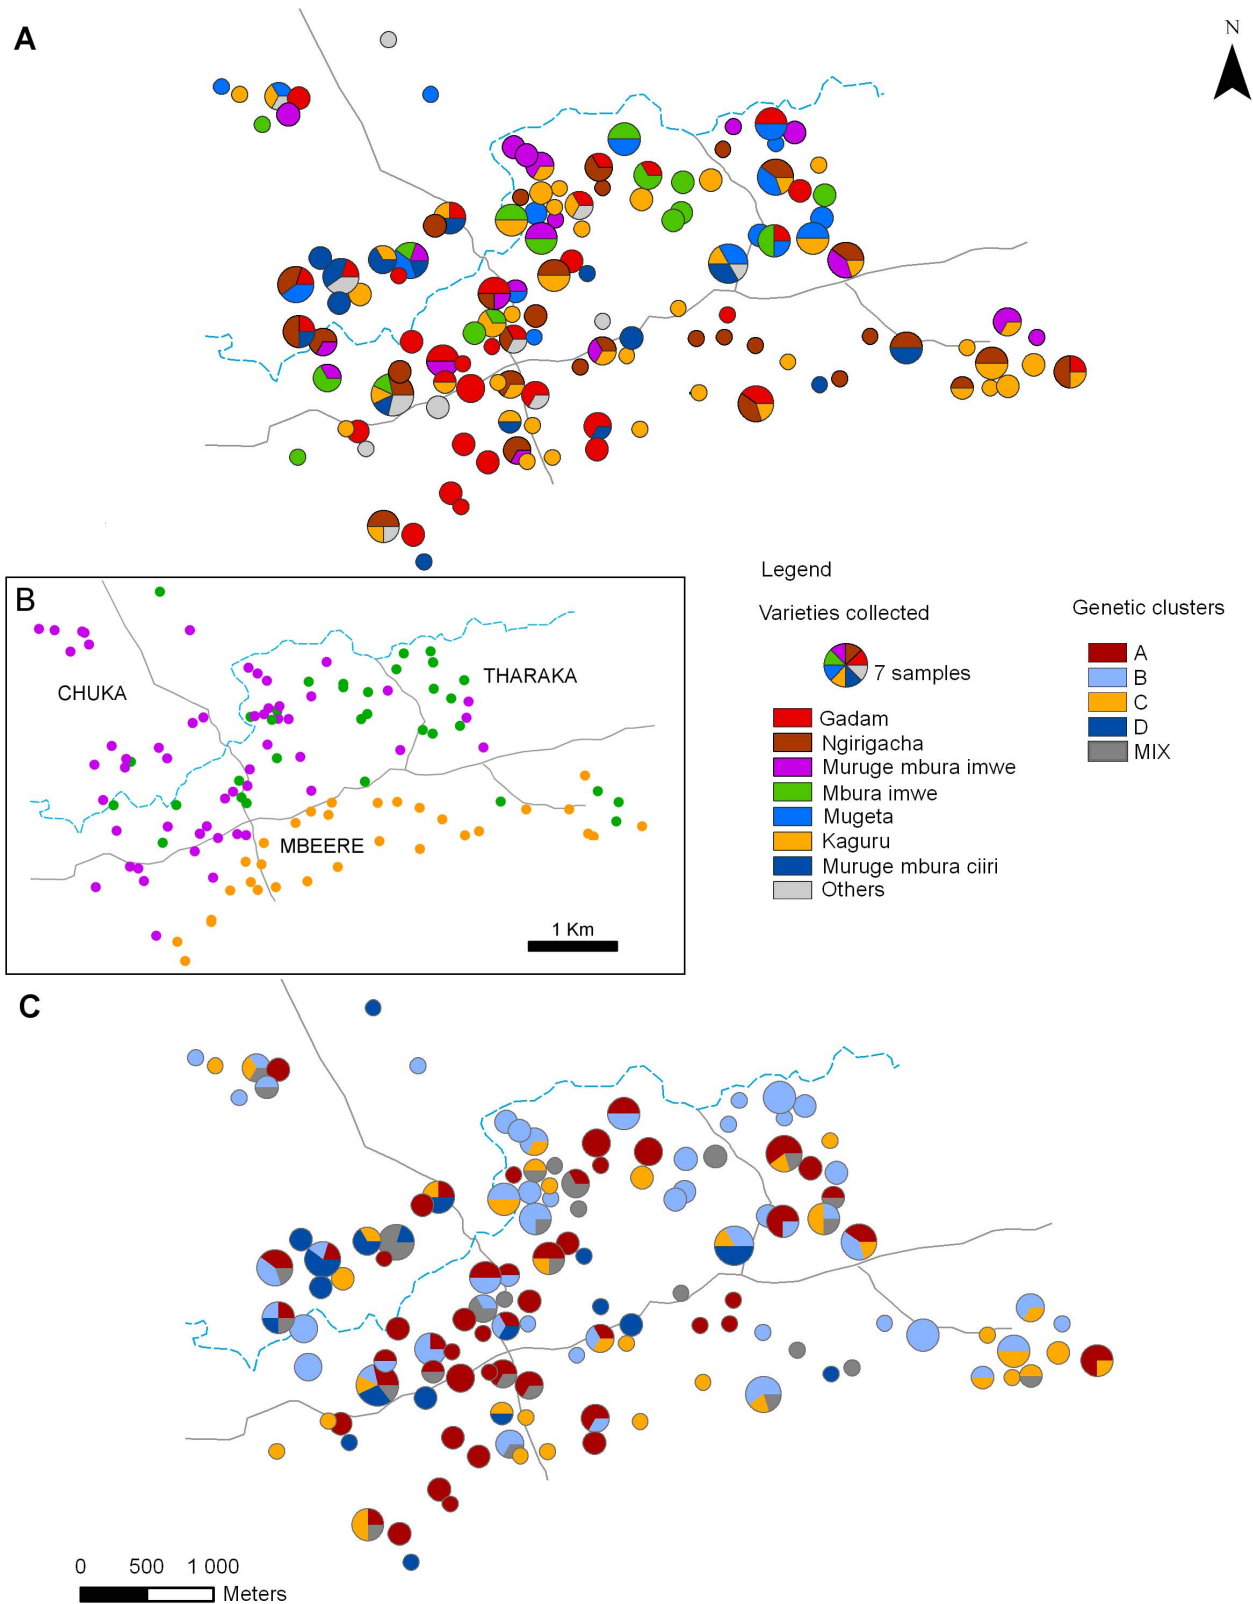 A
N
B
CHUKA
THARAKA
MBEERE
1 Km
Legend
Varieties collected
7 samples
Gadam
Ngirigacha
Muruge mbura imwe
Mbura imwe
Mugeta
Kaguru
Muruge mbura ciiri
Others
Genetic clusters
A
B
C
D
MIX
C
0 500 1 000
Meters